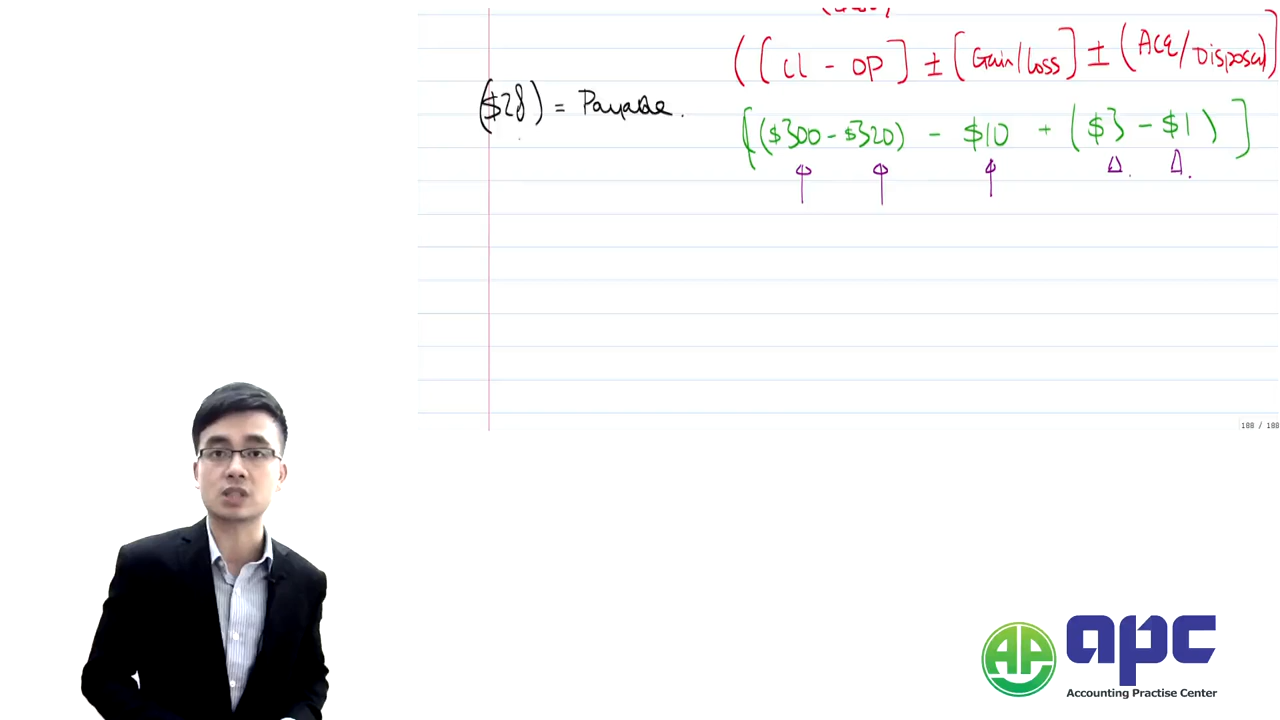 ([Cl - OP] ± [Gain/Loss] ± (Acq/Disposal)]
($28) = Payable.
[($300 - $320) - $10 + ($3 - $1)]
188 / 188
AP
apc
Accounting Practise Center